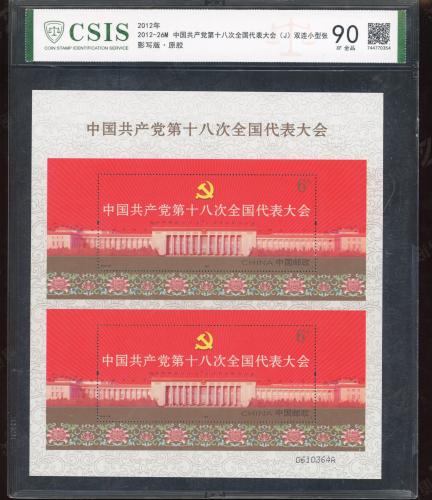 CSIS
COIN STAMP IDENTIFICATION SERVICE
2012年
2012-26M 中国共产党第十八次全国代表大会（J）双连小型张
影写版·原胶
90
XF 金品
744770354
中国共产党第十八次全国代表大会
6元
中国共产党第十八次全国代表大会
CHINA 中国邮政
6元
中国共产党第十八次全国代表大会
CHINA 中国邮政
0610364A